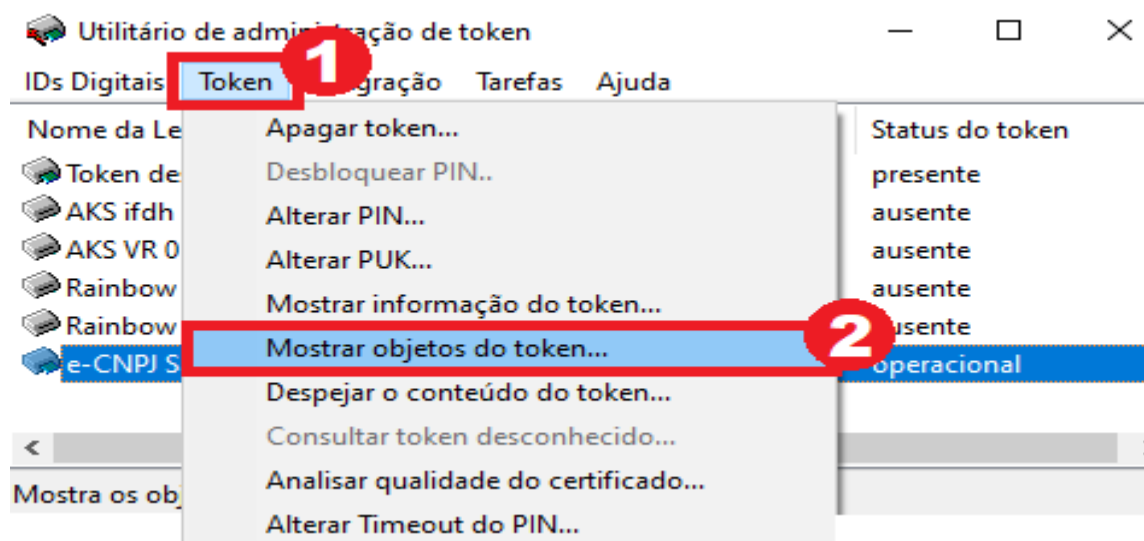 Utilitário de administração de token
1
IDs Digitais Token Integração Tarefas Ajuda
Nome da Le Status do token
Token de presente
AKS ifdh ausente
AKS VR 0 ausente
Rainbow ausente
Rainbow ausente
e-CNPJ S operacional
Apagar token...
Desbloquear PIN..
Alterar PIN...
Alterar PUK...
Mostrar informação do token...
Mostrar objetos do token...
2
Despejar o conteúdo do token...
Consultar token desconhecido...
Analisar qualidade do certificado...
Alterar Timeout do PIN...
Mostra os obj